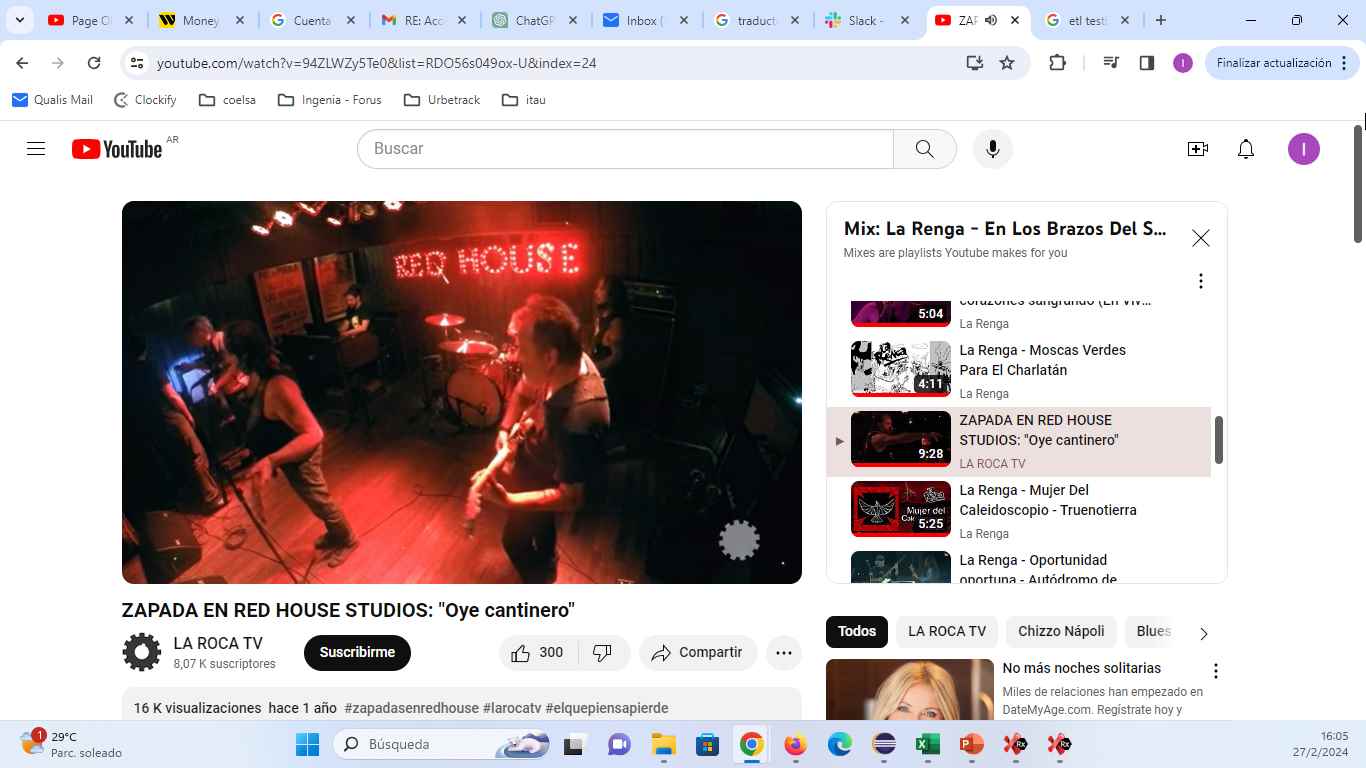 Page O
Money
Cuenta
RE: Acc
ChatGP
Inbox (
traduct
Slack -
ZAP
etl testi
youtube.com/watch?v=94ZLWZy5Te0&list=RDO56s049ox-U&index=24
I
Finalizar actualización
Qualis Mail
Clockify
coelsa
Ingenia - Forus
Urbetrack
itau
YouTube
AR
Buscar
I
RED HOUSE
Mix: La Renga - En Los Brazos Del S...
Mixes are playlists Youtube makes for you
corazones sangrando (En Viv...
5:04
La Renga
La Renga - Moscas Verdes
Para El Charlatán
4:11
La Renga
ZAPADA EN RED HOUSE
STUDIOS: "Oye cantinero"
9:28
LA ROCA TV
La Renga - Mujer Del
Caleidoscopio - Truenotierra
Mujer del
5:25
La Renga
La Renga - Oportunidad
oportuna - Autódromo de
ZAPADA EN RED HOUSE STUDIOS: "Oye cantinero"
LA ROCA TV
8,07 K suscriptores
Suscribirme
300
Compartir
16 K visualizaciones hace 1 año #zapadasenredhouse #larocatv #elquepiensapierde
Todos
LA ROCA TV
Chizzo Nápoli
Blues
No más noches solitarias
Miles de relaciones han empezado en
DateMyAge.com. Regístrate hoy y
1
29°C
Parc. soleado
Búsqueda
Rx
Rx
16:05
27/2/2024